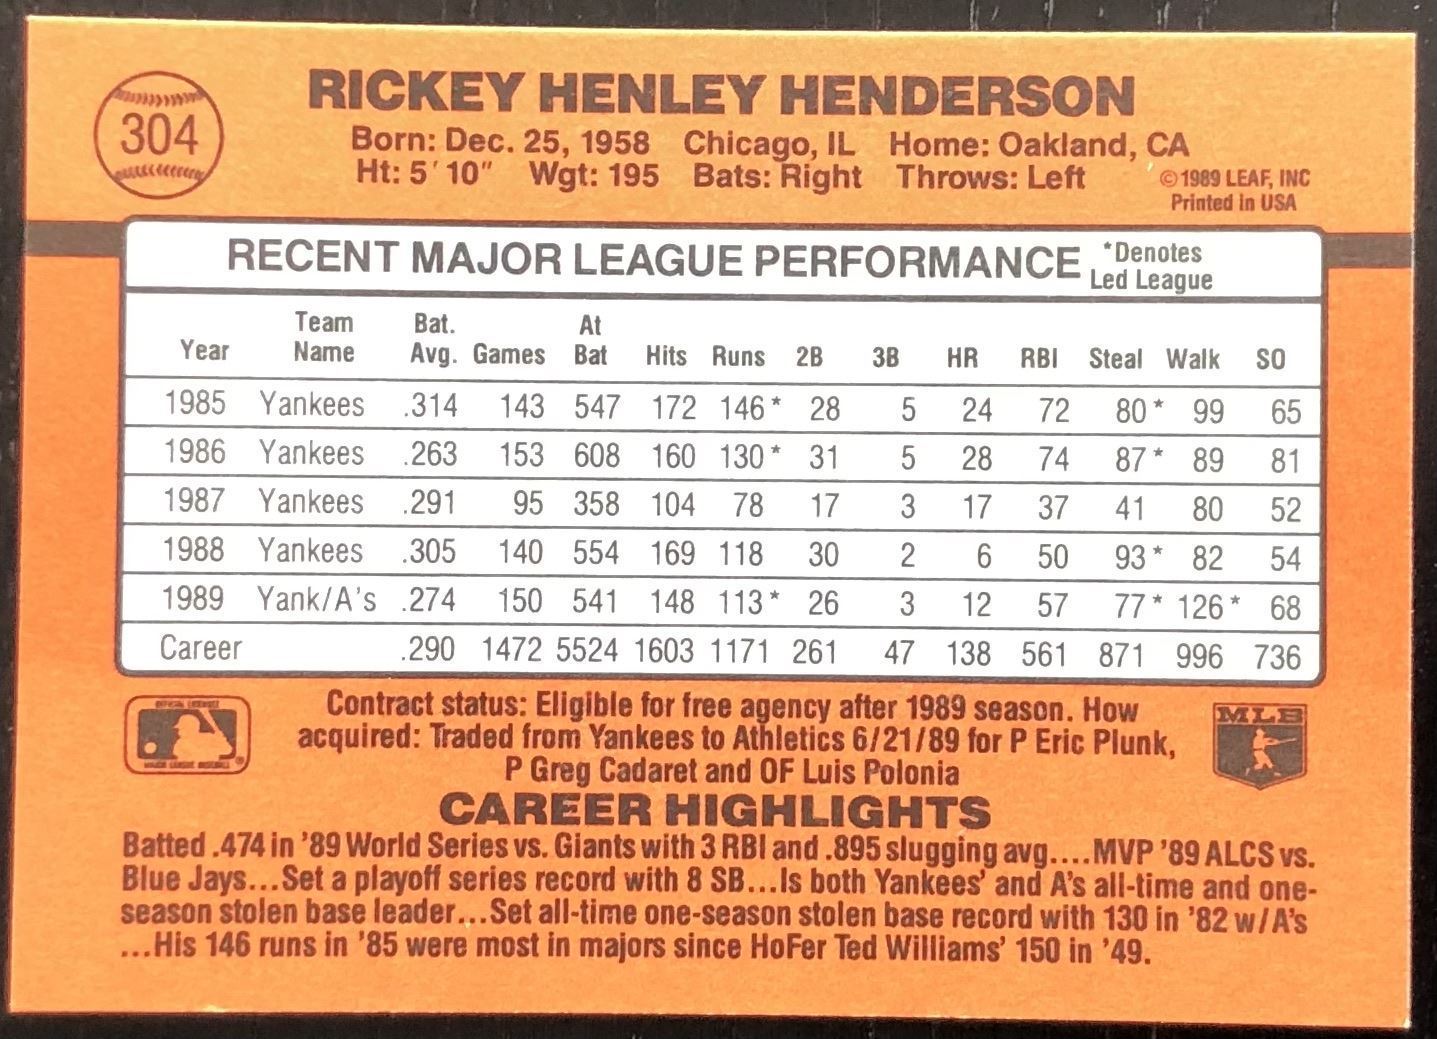 304
RICKEY HENLEY HENDERSON
Born: Dec. 25, 1958 Chicago, IL Home: Oakland, CA
Ht: 5'10" Wgt: 195 Bats: Right Throws: Left
©1989 LEAF, INC
Printed in USA
RECENT MAJOR LEAGUE PERFORMANCE *Denotes Led League
Year Team Name Bat. Avg. Games At Bat Hits Runs 2B 3B HR RBI Steal Walk SO
1985 Yankees .314 143 547 172 146* 28 5 24 72 80* 99 65
1986 Yankees .263 153 608 160 130* 31 5 28 74 87* 89 81
1987 Yankees .291 95 358 104 78 17 3 17 37 41 80 52
1988 Yankees .305 140 554 169 118 30 2 6 50 93* 82 54
1989 Yank/A's .274 150 541 148 113* 26 3 12 57 77* 126* 68
Career .290 1472 5524 1603 1171 261 47 138 561 871 996 736
Contract status: Eligible for free agency after 1989 season. How
acquired: Traded from Yankees to Athletics 6/21/89 for P Eric Plunk,
P Greg Cadaret and OF Luis Polonia
MLB
CAREER HIGHLIGHTS
Batted .474 in '89 World Series vs. Giants with 3 RBI and .895 slugging avg....MVP '89 ALCS vs.
Blue Jays...Set a playoff series record with 8 SB...Is both Yankees' and A's all-time and one-
season stolen base leader...Set all-time one-season stolen base record with 130 in '82 w/A's
...His 146 runs in '85 were most in majors since HoFer Ted Williams' 150 in '49.